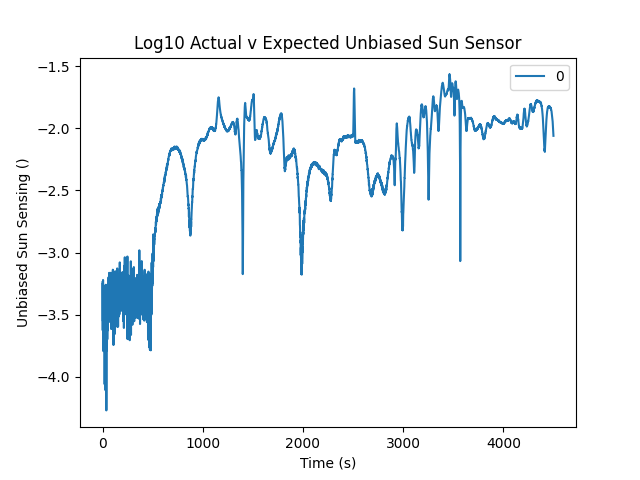 Log10 Actual v Expected Unbiased Sun Sensor
0
−1.5
−2.0
−2.5
−3.0
−3.5
−4.0
Unbiased Sun Sensing ()
0 1000 2000 3000 4000
Time (s)